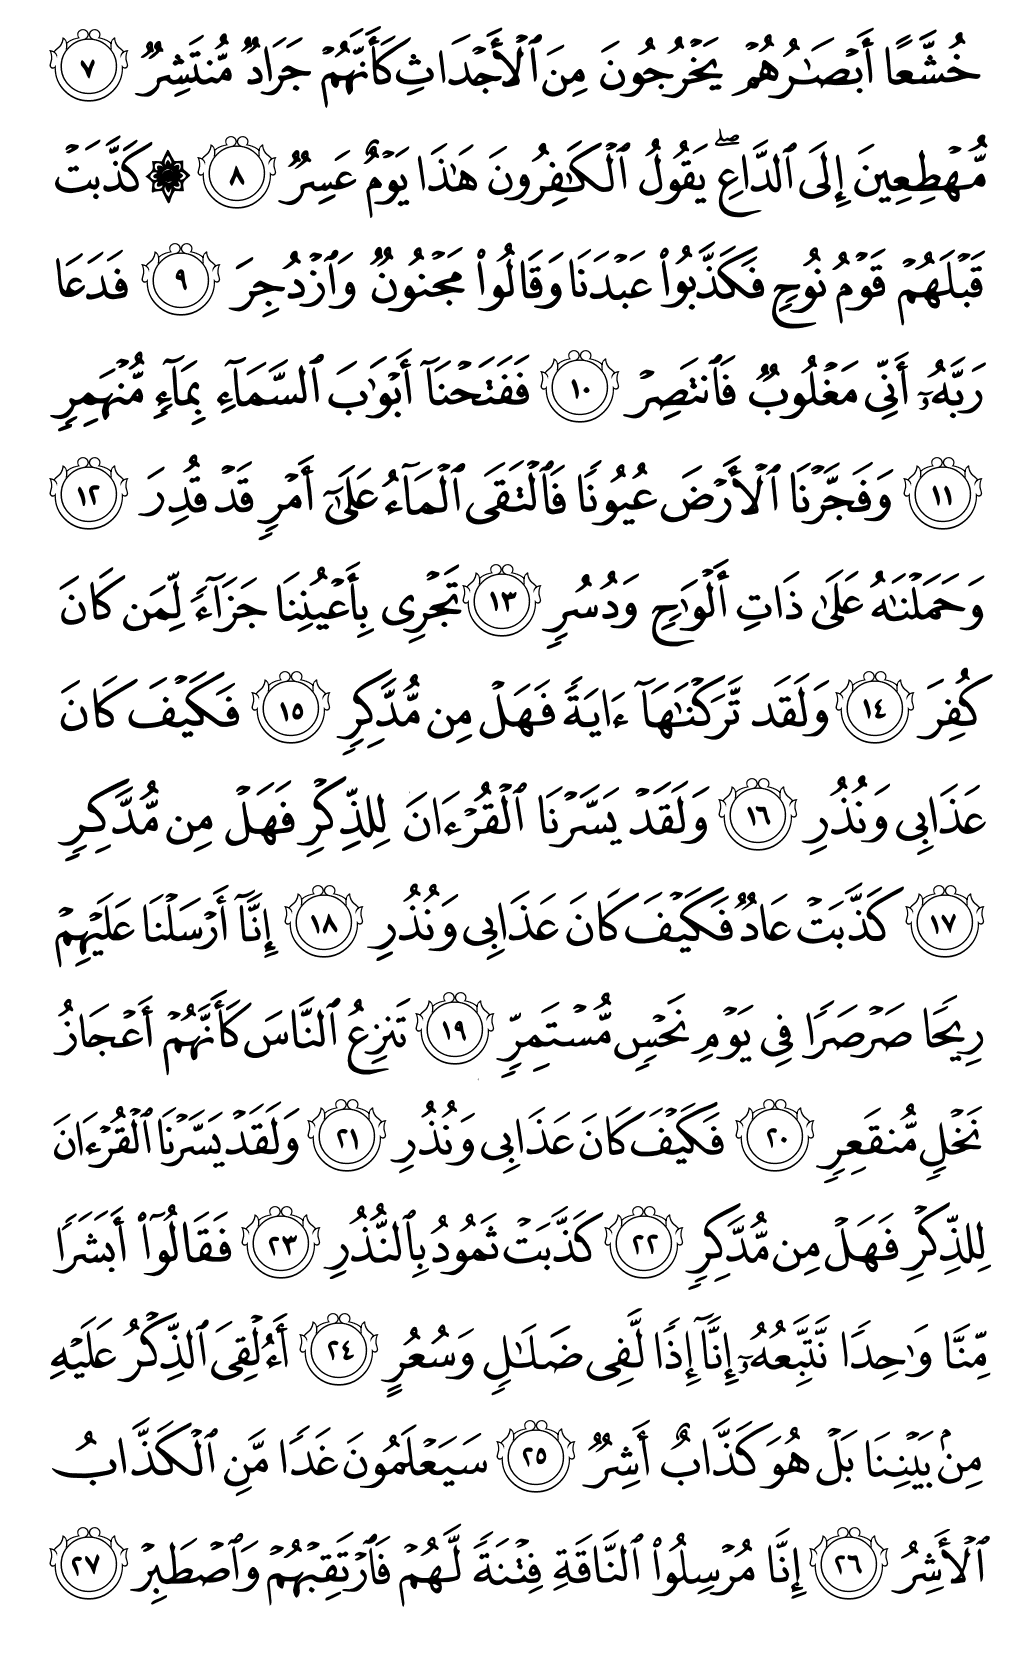 خُشَّعًا أَبۡصَٰرُهُمۡ يَخۡرُجُونَ مِنَ ٱلۡأَجۡدَاثِ كَأَنَّهُمۡ جَرَادٞ مُّنتَشِرٞ ٧
مُّهۡطِعِينَ إِلَى ٱلدَّاعِۖ يَقُولُ ٱلۡكَٰفِرُونَ هَٰذَا يَوۡمٌ عَسِرٞ ٨ ۞ كَذَّبَتۡ
قَبۡلَهُمۡ قَوۡمُ نُوحٖ فَكَذَّبُواْ عَبۡدَنَا وَقَالُواْ مَجۡنُونٞ وَٱزۡدُجِرَ ٩ فَدَعَا
رَبَّهُۥٓ أَنِّي مَغۡلُوبٞ فَٱنتَصِرۡ ١٠ فَفَتَحۡنَآ أَبۡوَٰبَ ٱلسَّمَآءِ بِمَآءٖ مُّنۡهَمِرٖ
١١ وَفَجَّرۡنَا ٱلۡأَرۡضَ عُيُونٗا فَٱلۡتَقَى ٱلۡمَآءُ عَلَىٰٓ أَمۡرٖ قَدۡ قُدِرَ ١٢
وَحَمَلۡنَٰهُ عَلَىٰ ذَاتِ أَلۡوَٰحٖ وَدُسُرٖ ١٣ تَجۡرِي بِأَعۡيُنِنَا جَزَآءٗ لِّمَن كَانَ
كُفِرَ ١٤ وَلَقَد تَّرَكۡنَٰهَآ ءَايَةٗ فَهَلۡ مِن مُّدَّكِرٖ ١٥ فَكَيۡفَ كَانَ
عَذَابِي وَنُذُرِ ١٦ وَلَقَدۡ يَسَّرۡنَا ٱلۡقُرۡءَانَ لِلذِّكۡرِ فَهَلۡ مِن مُّدَّكِرٖ
١٧ كَذَّبَتۡ عَادٞ فَكَيۡفَ كَانَ عَذَابِي وَنُذُرِ ١٨ إِنَّآ أَرۡسَلۡنَا عَلَيۡهِمۡ
رِيحٗا صَرۡصَرٗا فِي يَوۡمِ نَحۡسٖ مُّسۡتَمِرّٖ ١٩ تَنزِعُ ٱلنَّاسَ كَأَنَّهُمۡ أَعۡجَازُ
نَخۡلٖ مُّنقَعِرٖ ٢٠ فَكَيۡفَ كَانَ عَذَابِي وَنُذُرِ ٢١ وَلَقَدۡ يَسَّرۡنَا ٱلۡقُرۡءَانَ
لِلذِّكۡرِ فَهَلۡ مِن مُّدَّكِرٖ ٢٢ كَذَّبَتۡ ثَمُودُ بِٱلنُّذُرِ ٢٣ فَقَالُوٓاْ أَبَشَرٗا
مِّنَّا وَٰحِدٗا نَّتَّبِعُهُۥٓ إِنَّآ إِذٗا لَّفِي ضَلَٰلٖ وَسُعُرٍ ٢٤ أَءُلۡقِيَ ٱلذِّكۡرُ عَلَيۡهِ
مِنۢ بَيۡنِنَا بَلۡ هُوَ كَذَّابٌ أَشِرٞ ٢٥ سَيَعۡلَمُونَ غَدٗا مَّنِ ٱلۡكَذَّابُ
ٱلۡأَشِرُ ٢٦ إِنَّا مُرۡسِلُواْ ٱلنَّاقَةِ فِتۡنَةٗ لَّهُمۡ فَٱرۡتَقِبۡهُمۡ وَٱصۡطَبِرۡ ٢٧